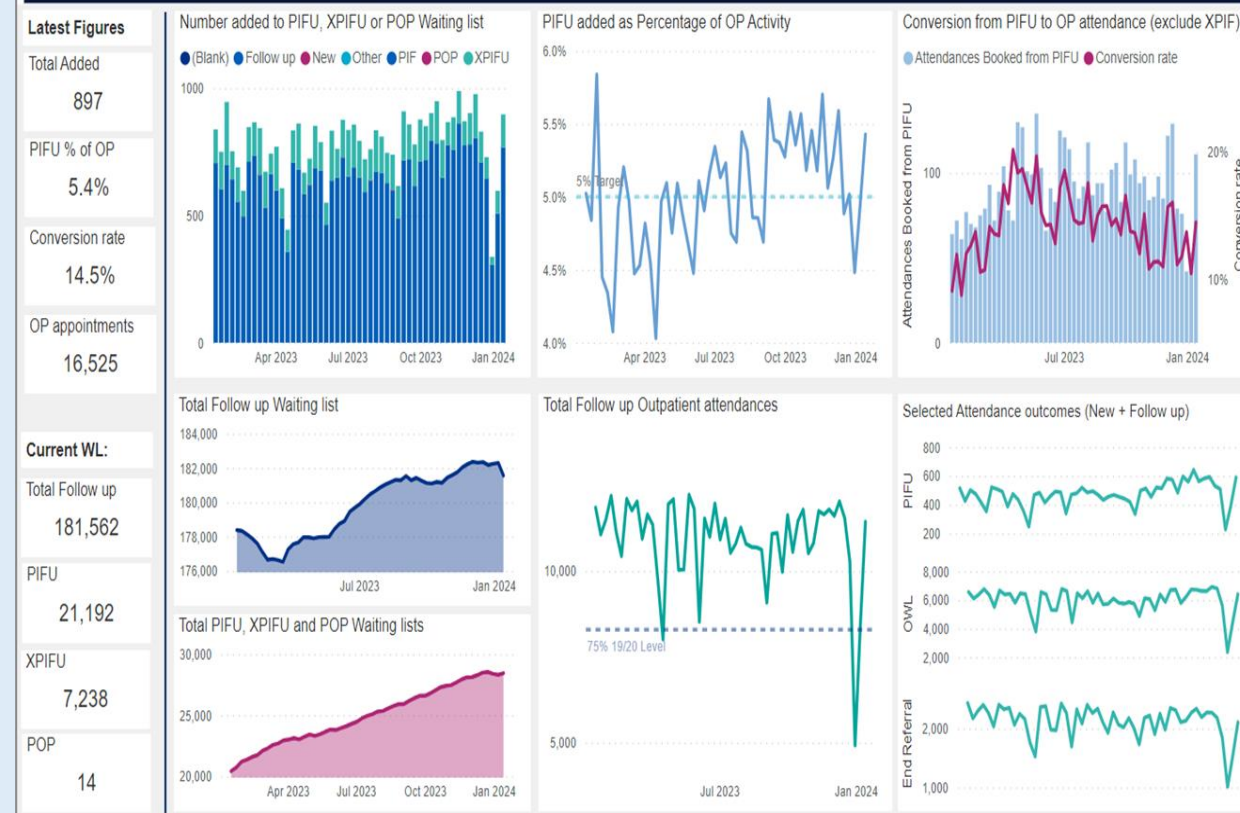 Latest Figures
Total Added
897
PIFU % of OP
5.4%
Conversion rate
14.5%
OP appointments
16,525
Current WL:
Total Follow up
181,562
PIFU
21,192
XPIFU
7,238
POP
14
Number added to PIFU, XPIFU or POP Waiting list
(Blank) Follow up New Other PIF POP XPIFU
1000
500
0
Apr 2023 Jul 2023 Oct 2023 Jan 2024
PIFU added as Percentage of OP Activity
6.0%
5.5%
5% Target
5.0%
4.5%
4.0%
Apr 2023 Jul 2023 Oct 2023 Jan 2024
Conversion from PIFU to OP attendance (exclude XPIF)
Attendances Booked from PIFU Conversion rate
Attendances Booked from PIFU
100
0
20%
10%
Conversion rate
Jul 2023 Jan 2024
Total Follow up Waiting list
184,000
182,000
180,000
178,000
176,000
Jul 2023 Jan 2024
Total PIFU, XPIFU and POP Waiting lists
30,000
25,000
20,000
Apr 2023 Jul 2023 Oct 2023 Jan 2024
Total Follow up Outpatient attendances
10,000
75% 19/20 Level
5,000
Jul 2023 Jan 2024
Selected Attendance outcomes (New + Follow up)
PIFU
800
600
400
200
OWL
8,000
6,000
4,000
2,000
End Referral
2,000
1,000